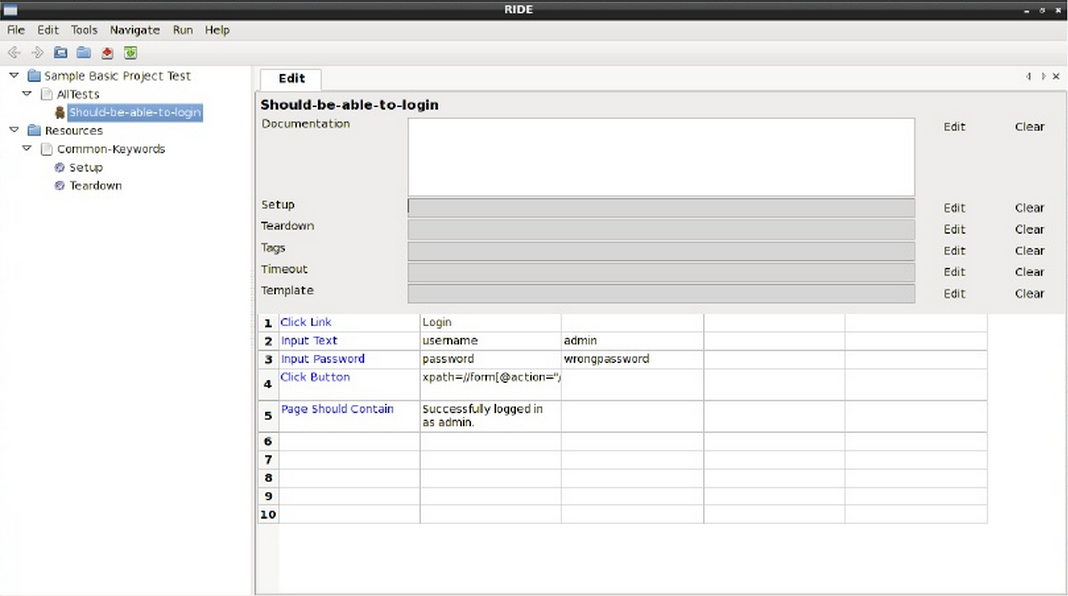 RIDE
File Edit Tools Navigate Run Help
Sample Basic Project Test
AllTests
Should-be-able-to-login
Resources
Common-Keywords
Setup
Teardown
Edit
Should-be-able-to-login
Documentation Edit Clear
Setup Edit Clear
Teardown Edit Clear
Tags Edit Clear
Timeout Edit Clear
Template Edit Clear
1 Click Link Login
2 Input Text username admin
3 Input Password password wrongpassword
4 Click Button xpath=//form[@action="/
5 Page Should Contain Successfully logged in
as admin.
6
7
8
9
10